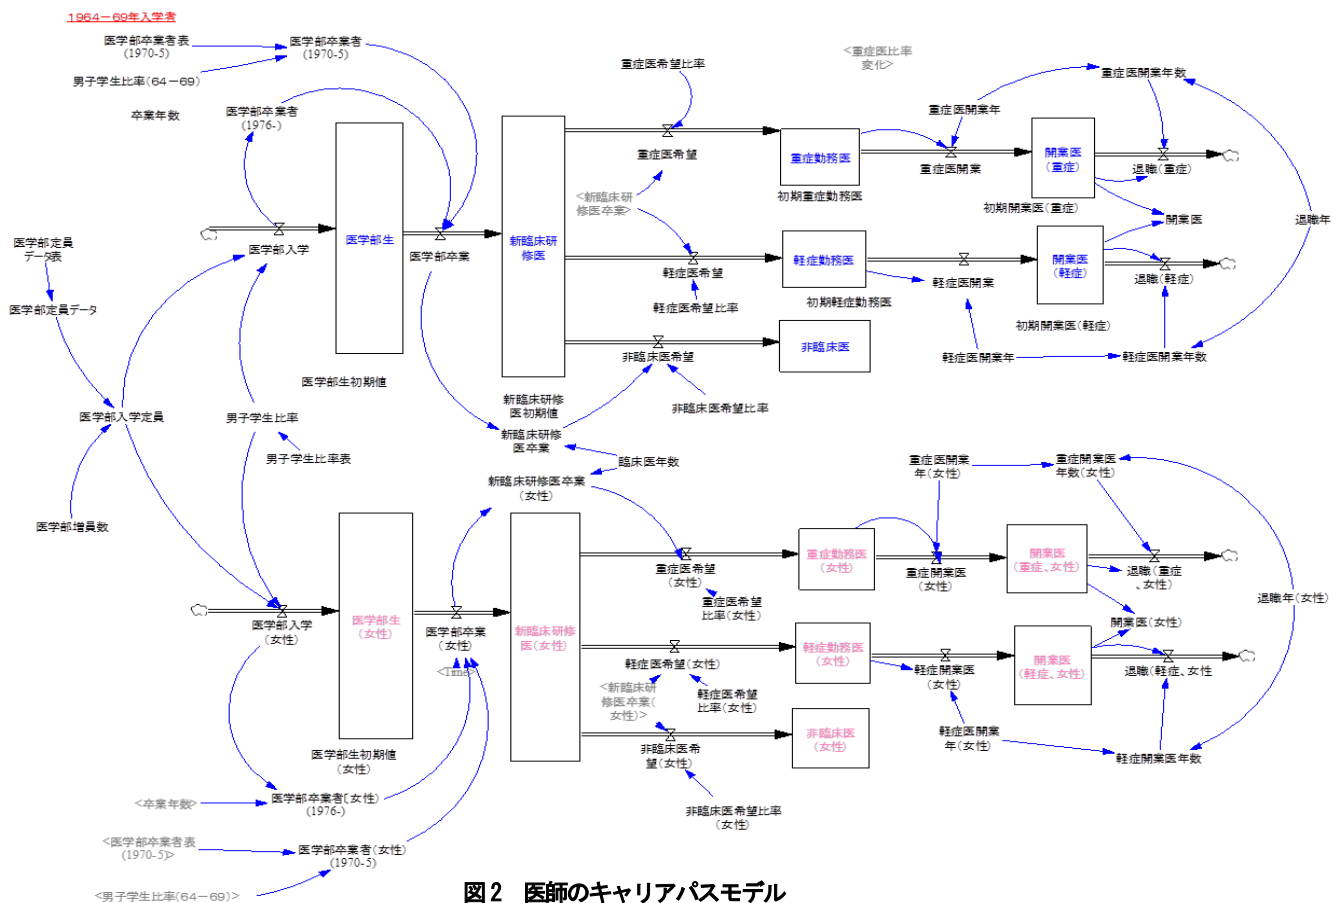 1964－69年入学者
医学部卒業者表
(1970-5)
医学部卒業者
(1970-5)
男子学生比率(64－69)
卒業年数
医学部卒業者
(1976-)
重症医希望比率
<重症医比率
変化>
重症医開業年数
重症医開業年
重症医希望
重症勤務医
初期重症勤務医
重症医開業
開業医
(重症)
退職(重症)
初期開業医(重症)
<新臨床研
修医卒業>
開業医
退職年
医学部定員
データ表
医学部入学
医学部生
医学部卒業
新臨床研
修医
軽症医希望
軽症勤務医
軽症医開業
開業医
(軽症)
退職(軽症)
医学部定員データ
軽症医希望比率
初期軽症勤務医
初期開業医(軽症)
非臨床医希望
非臨床医
軽症医開業年
軽症医開業年数
医学部生初期値
新臨床研修
医初期値
非臨床医希望比率
医学部入学定員
男子学生比率
新臨床研修
医卒業
男子学生比率表
臨床医年数
重症医開業
年(女性)
重症開業医
年数(女性)
新臨床研修医卒業
(女性)
医学部増員数
重症医希望
(女性)
重症勤務医
(女性)
重症開業医
(女性)
開業医
(重症、女性)
退職(重症
、女性)
重症医希望
比率(女性)
退職年(女性)
医学部入学
(女性)
医学部生
(女性)
医学部卒業
(女性)
新臨床研修
医(女性)
開業医(女性)
軽症医希望(女性)
軽症勤務医
(女性)
軽症開業医
(女性)
開業医
(軽症、女性)
退職(軽症、女性
<Time>
<新臨床研
修医卒業(
女性)>
軽症医希望
比率(女性)
非臨床医希
望(女性)
非臨床医
(女性)
軽症医開業
年(女性)
軽症開業医年数
医学部生初期値
(女性)
<卒業年数>
医学部卒業者[女性)
(1976-)
非臨床医希望比率
(女性)
<医学部卒業者表
(1970-5)>
医学部卒業者(女性)
(1970-5)
<男子学生比率(64－69)>
図2 医師のキャリアパスモデル